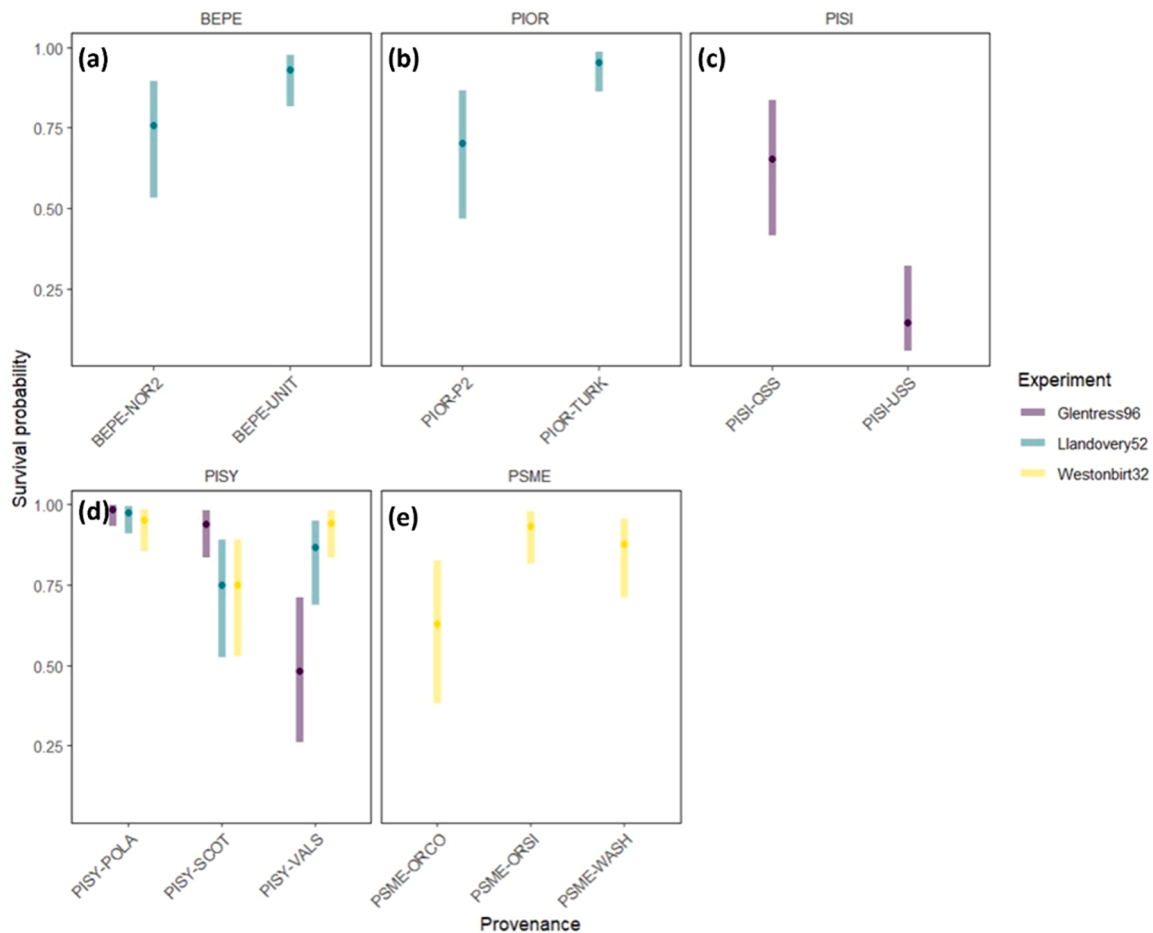 BEPE
PIOR
PISI
(a)
(b)
(c)
1.00
0.75
0.50
0.25
BEPE-NOR2
BEPE-UNIT
PIOR-P2
PIOR-TURK
PISI-QSS
PISI-USS
Survival probability
Experiment
Glentress96
Llandovery52
Westonbirt32
PISY
PSME
(d)
(e)
1.00
0.75
0.50
0.25
PISY-POLA
PISY-SCOT
PISY-VALS
PSME-ORCO
PSME-ORSI
PSME-WASH
Provenance